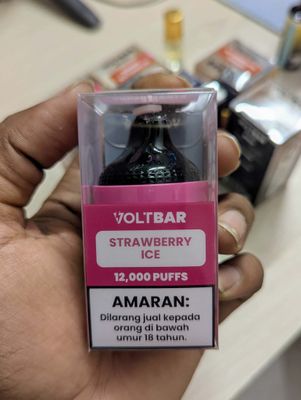 VOLTBAR
STRAWBERRY
ICE
12,000 PUFFS
AMARAN:
Dilarang jual kepada
orang di bawah
umur 18 tahun.